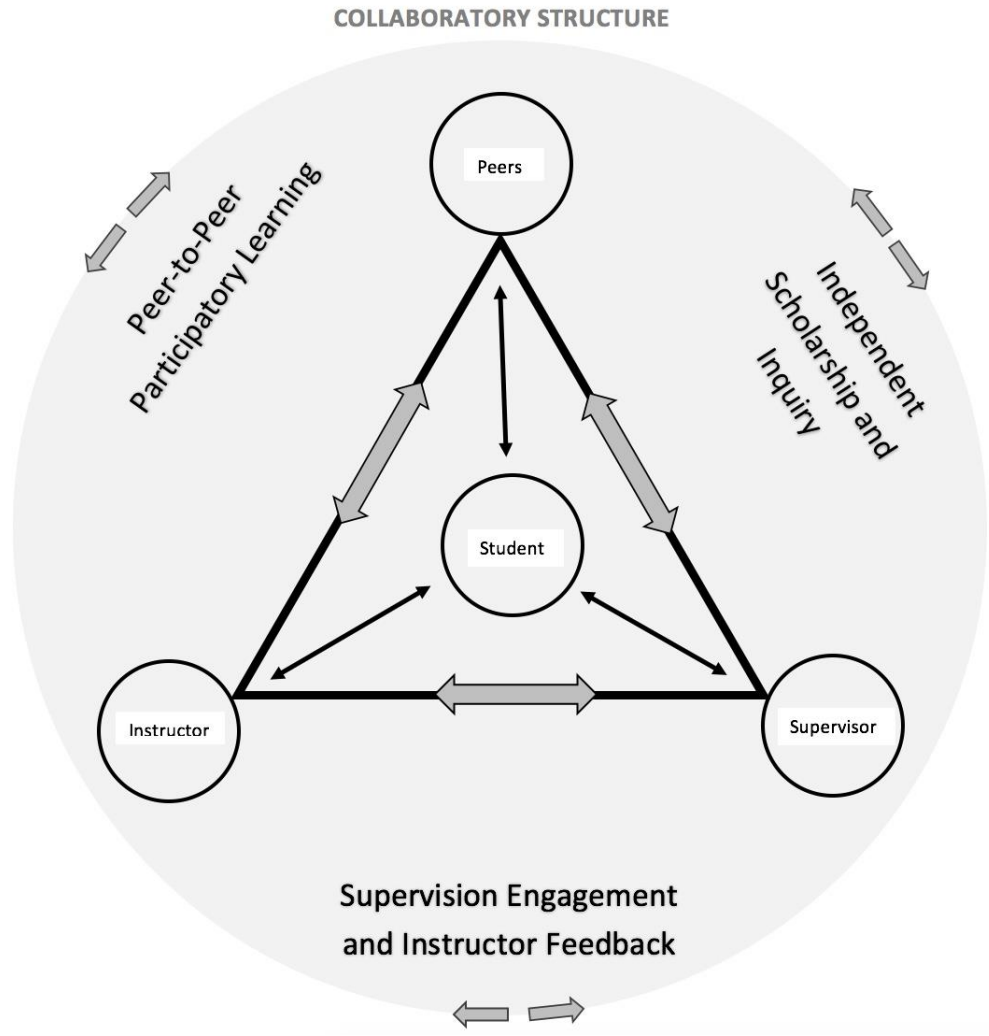 COLLABORATORY STRUCTURE
Peers
Peer-to-Peer
Participatory Learning
Independent
Scholarship and
Inquiry
Student
Instructor
Supervisor
Supervision Engagement
and Instructor Feedback